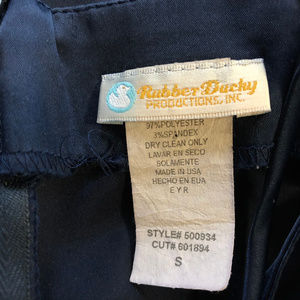 Rubber Ducky
PRODUCTIONS, INC.
97% POLYESTER
3% SPANDEX
DRY CLEAN ONLY
LAVAR EN SECO
SOLAMENTE
MADE IN USA
HECHO EN EUA
E Y R
STYLE# 500934
CUT# 601894
S